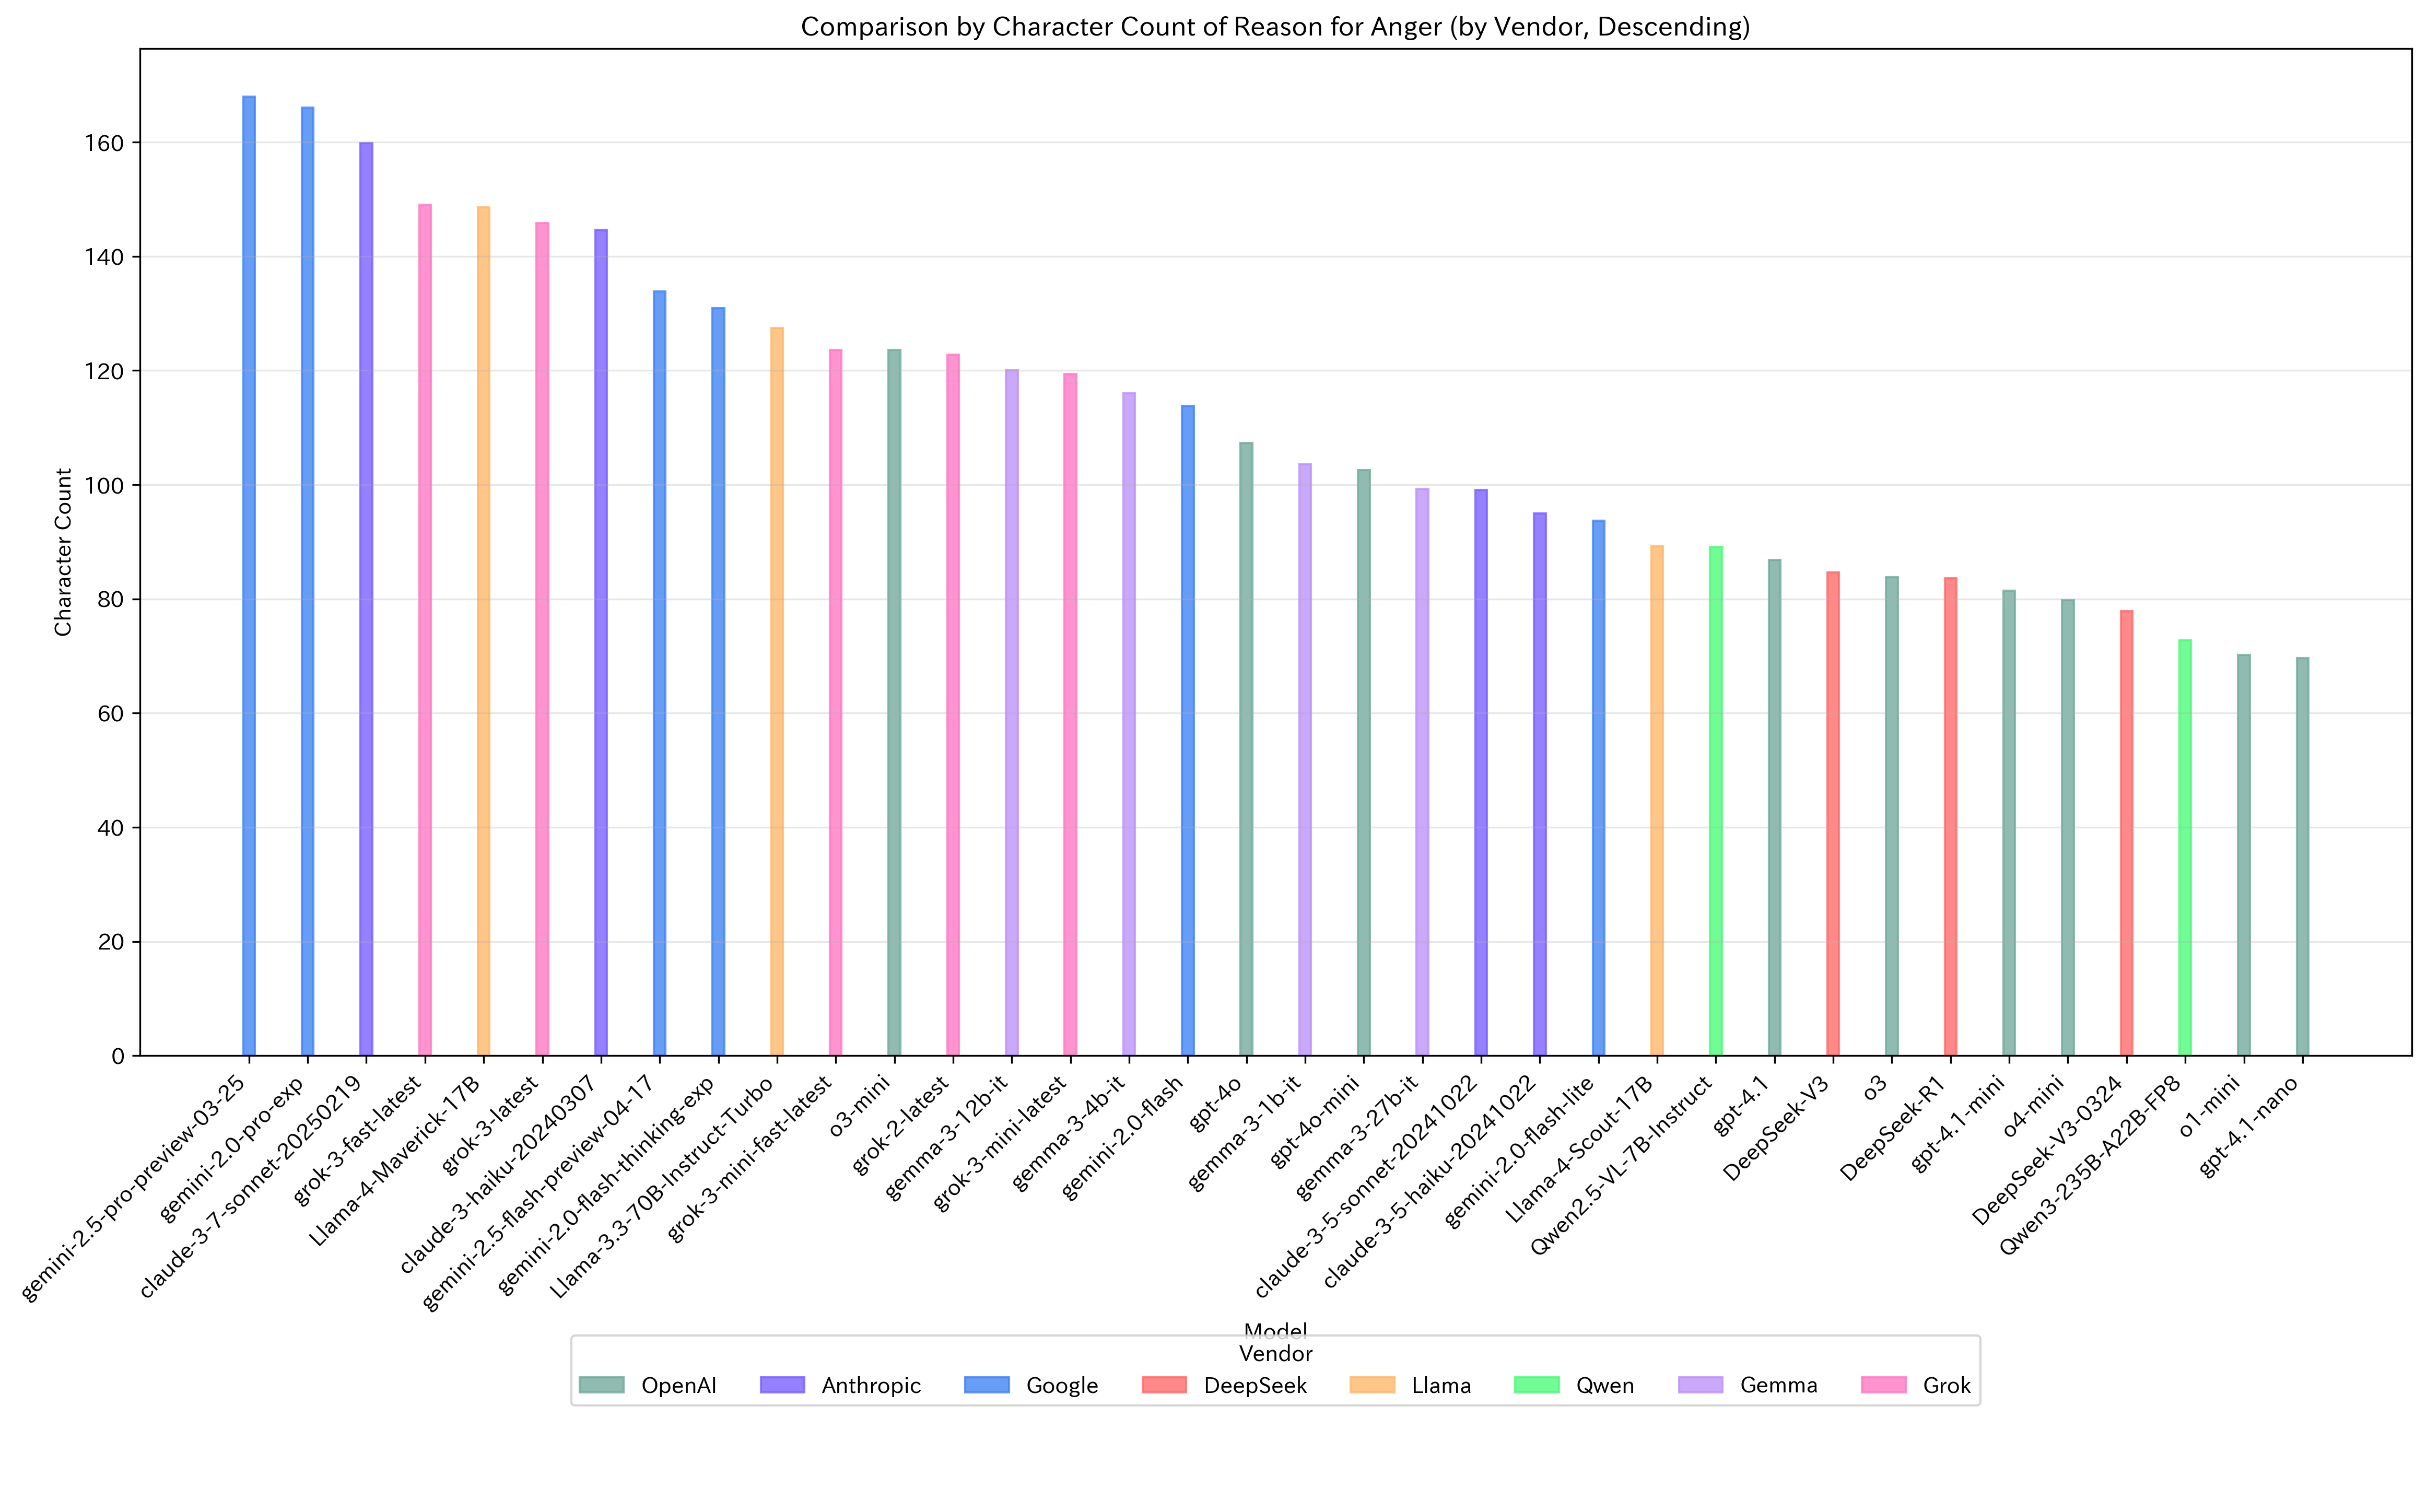 Comparison by Character Count of Reason for Anger (by Vendor, Descending)
Character Count
160
140
120
100
80
60
40
20
0
gemini-2.5-pro-preview-03-25
gemini-2.0-pro-exp
claude-3-7-sonnet-20250219
grok-3-fast-latest
Llama-4-Maverick-17B
grok-3-latest
claude-3-haiku-20240307
gemini-2.5-flash-preview-04-17
gemini-2.0-flash-thinking-exp
Llama-3.3-70B-Instruct-Turbo
grok-3-mini-fast-latest
o3-mini
grok-2-latest
gemma-3-12b-it
grok-3-mini-latest
gemma-3-4b-it
gemini-2.0-flash
gpt-4o
gemma-3-1b-it
gpt-4o-mini
gemma-3-27b-it
claude-3-5-sonnet-20241022
claude-3-5-haiku-20241022
gemini-2.0-flash-lite
Llama-4-Scout-17B
Qwen2.5-VL-7B-Instruct
gpt-4.1
DeepSeek-V3
o3
DeepSeek-R1
gpt-4.1-mini
o4-mini
DeepSeek-V3-0324
Qwen3-235B-A22B-FP8
o1-mini
gpt-4.1-nano
Model
Vendor
OpenAI Anthropic Google DeepSeek Llama Qwen Gemma Grok